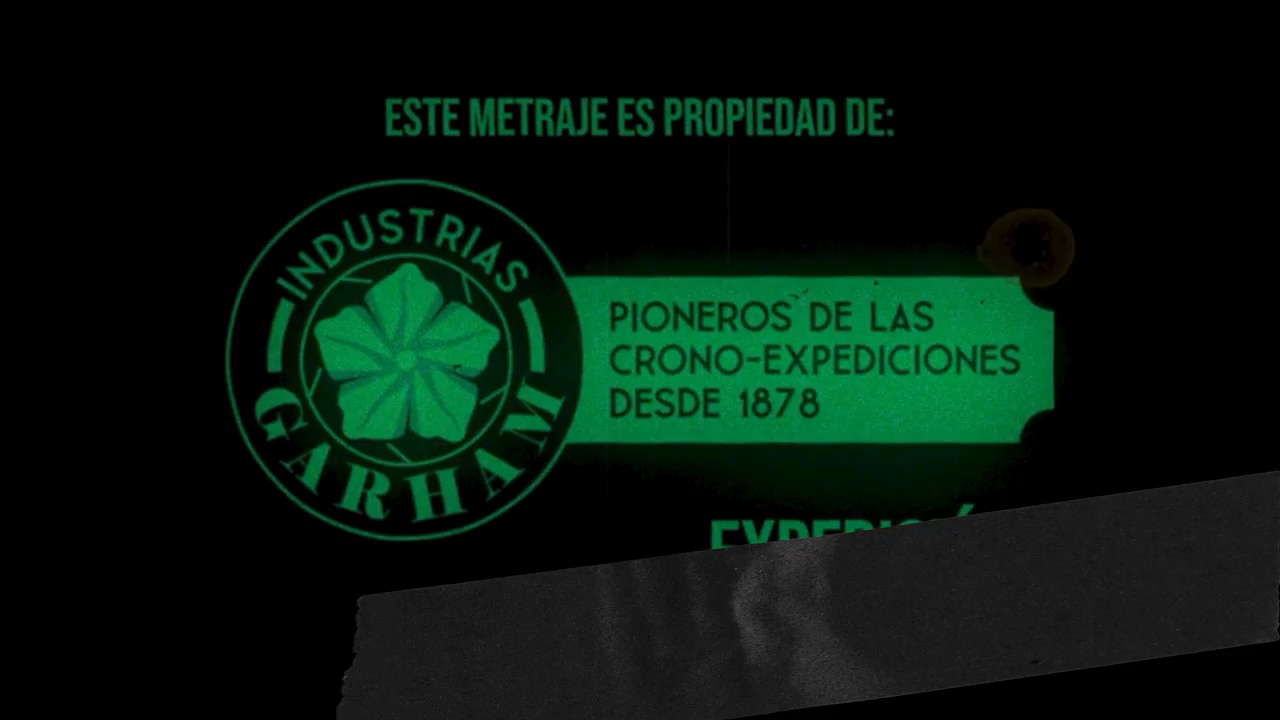 ESTE METRAJE ES PROPIEDAD DE:
INDUSTRIAS
GARHAM
PIONEROS DE LAS
CRONO-EXPEDICIONES
DESDE 1878